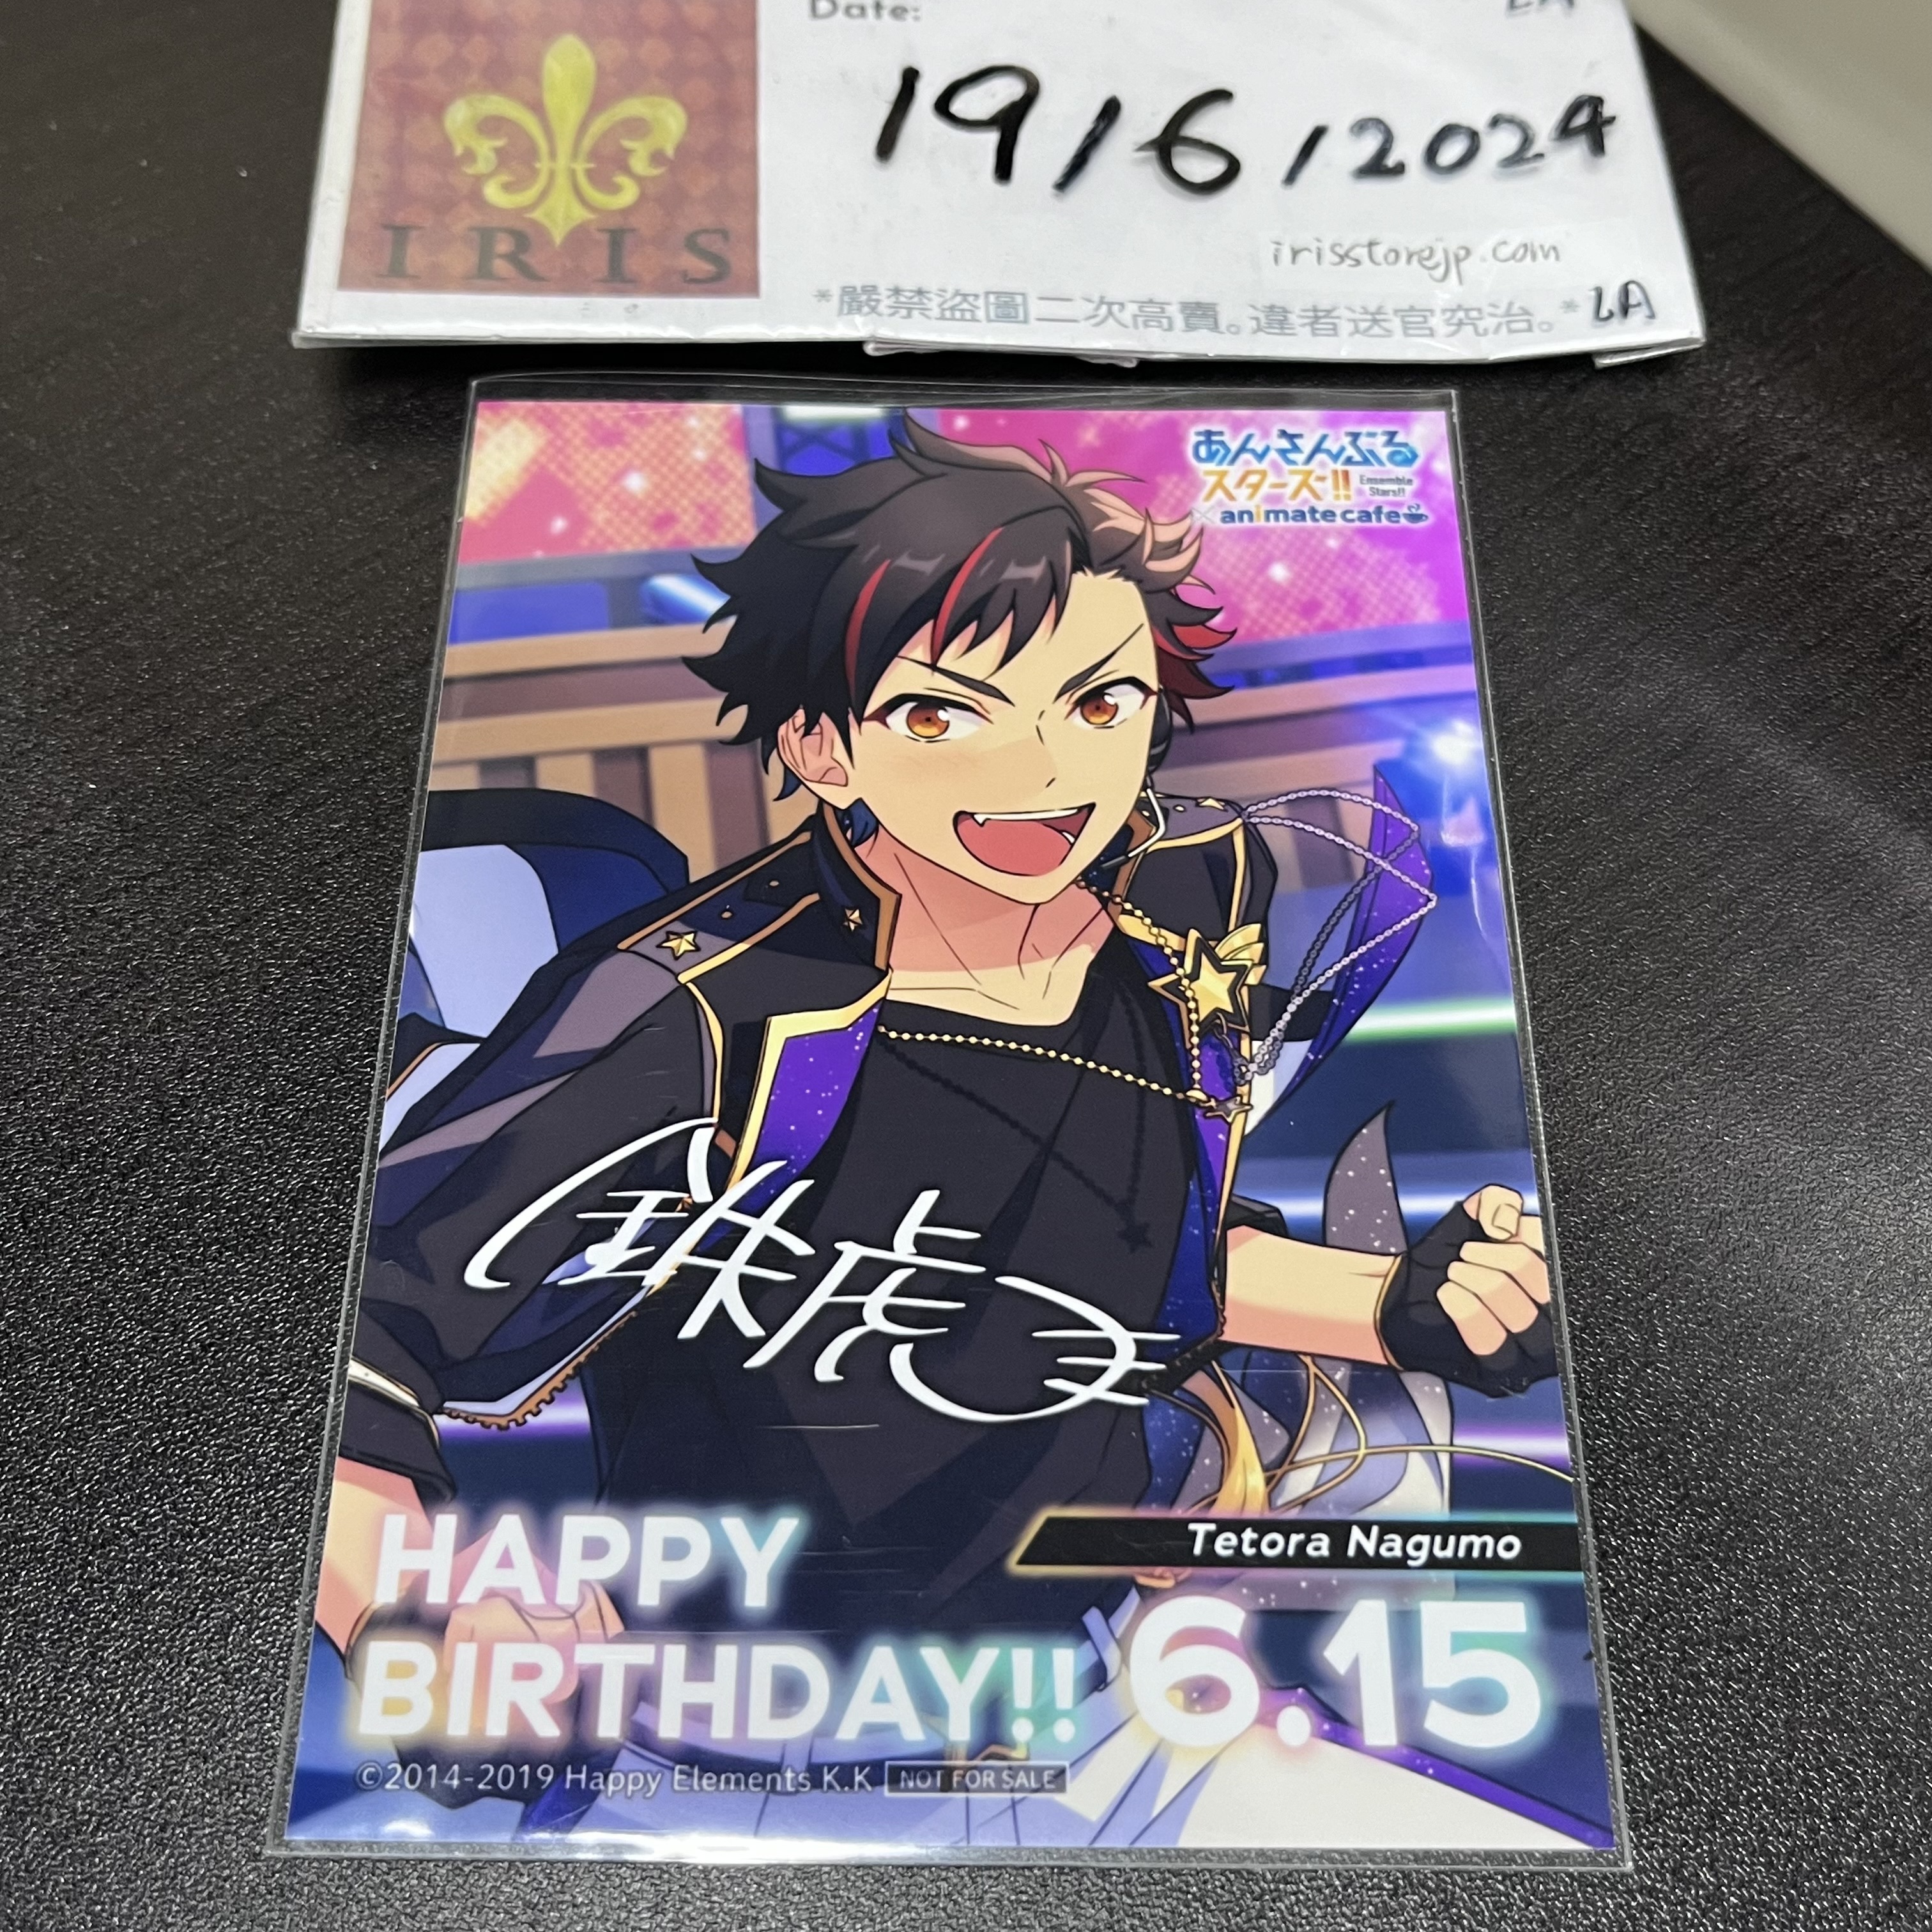 Date:
19/6/2024
IRIS
irisstorejp.com
*嚴禁盜圖二次高賣。違者送官究治。* LA
あんさんぶる
スターズ!!
Ensemble
Stars!!
×animatecafe
鉄虎
Tetora Nagumo
HAPPY
BIRTHDAY!!
6.15
©2014-2019 Happy Elements K.K
NOT FOR SALE